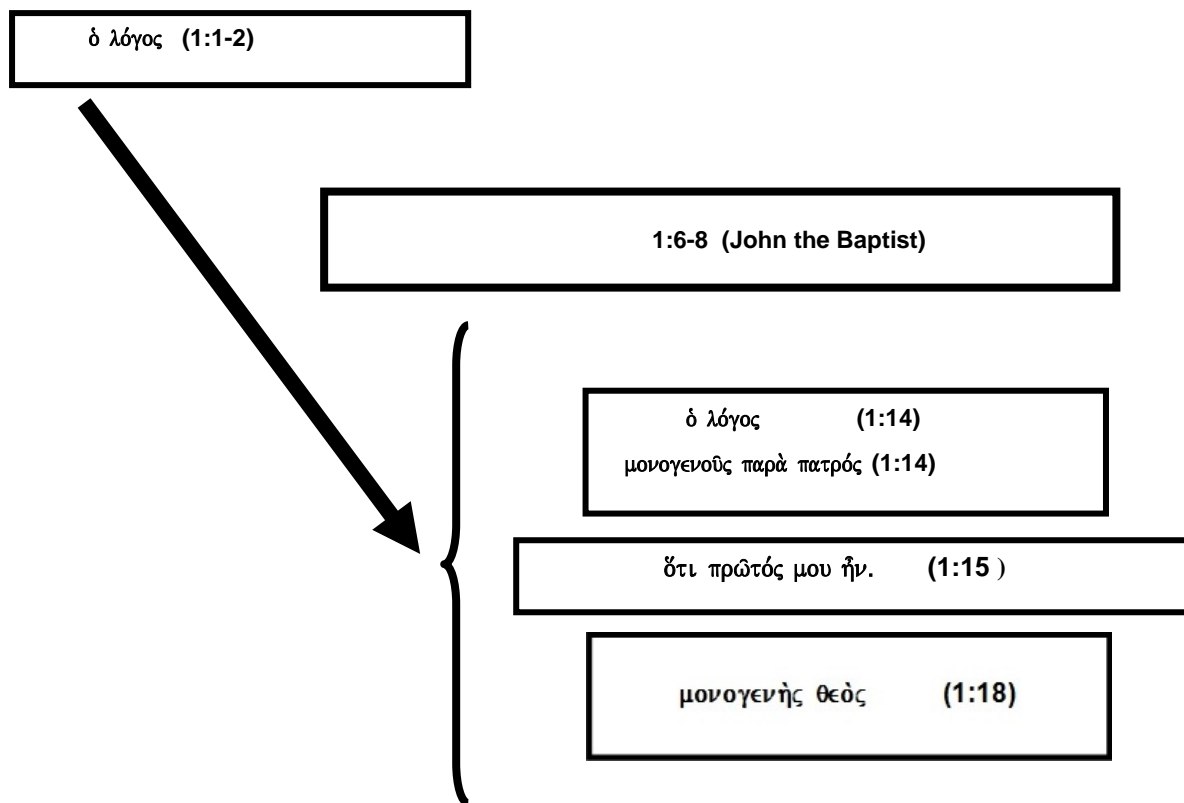 ὁ λόγος (1:1-2)
1:6-8 (John the Baptist)
ὁ λόγος (1:14)
μονογενοῦς παρὰ πατρός (1:14)
ὅτι πρῶτός μου ἦν. (1:15 )
μονογενὴς θεὸς (1:18)